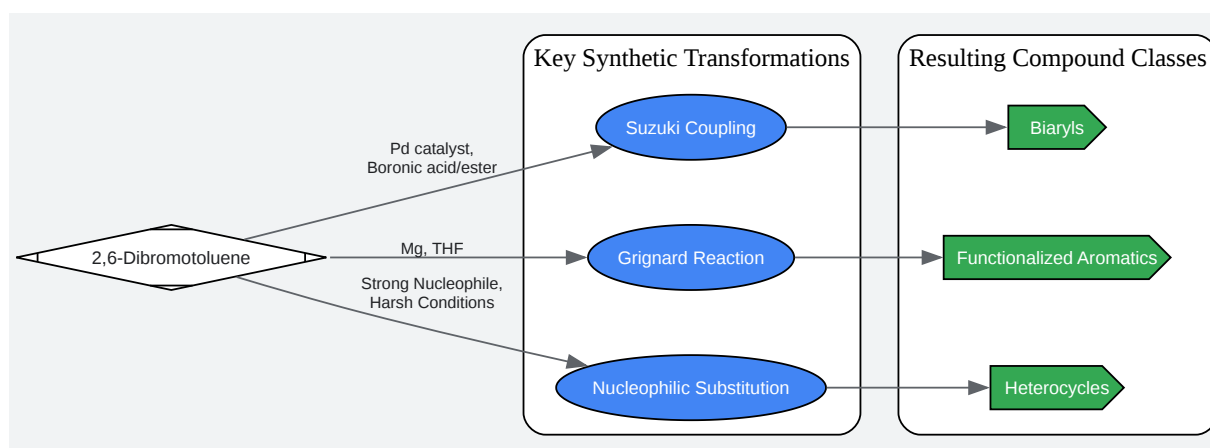 Key Synthetic Transformations
Resulting Compound Classes
Suzuki Coupling
Biaryls
Pd catalyst,
Boronic acid/ester
2,6-Dibromotoluene
Mg, THF
Grignard Reaction
Functionalized Aromatics
Strong Nucleophile,
Harsh Conditions
Nucleophilic Substitution
Heterocycles